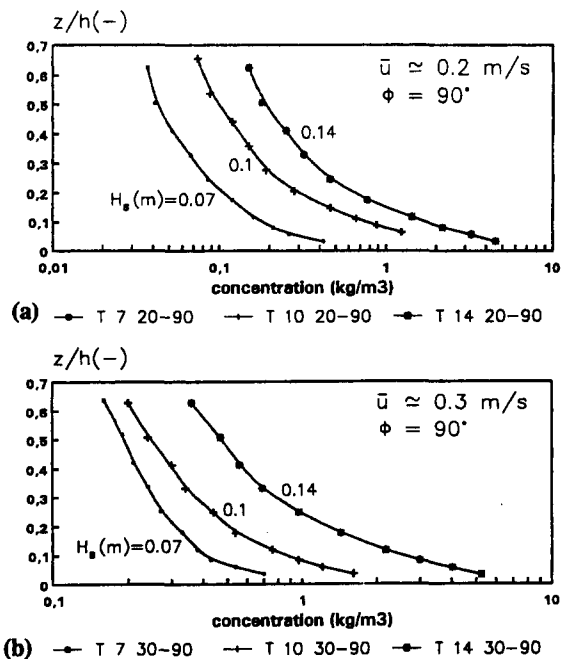 z/h(-)
0,7
0,6
0,5
0,4
0,3
0,2
0,1
0
ū ≃ 0.2 m/s
Φ = 90°
0.14
0.1
Hs(m)=0.07
0,01 0,1 1 10
concentration (kg/m3)
(a) T 7 20-90 T 10 20-90 T 14 20-90
z/h(-)
0,7
0,6
0,5
0,4
0,3
0,2
0,1
0
ū ≃ 0.3 m/s
Φ = 90°
0.14
0.1
Hs(m)=0.07
0,1 1 10
concentration (kg/m3)
(b) T 7 30-90 T 10 30-90 T 14 30-90